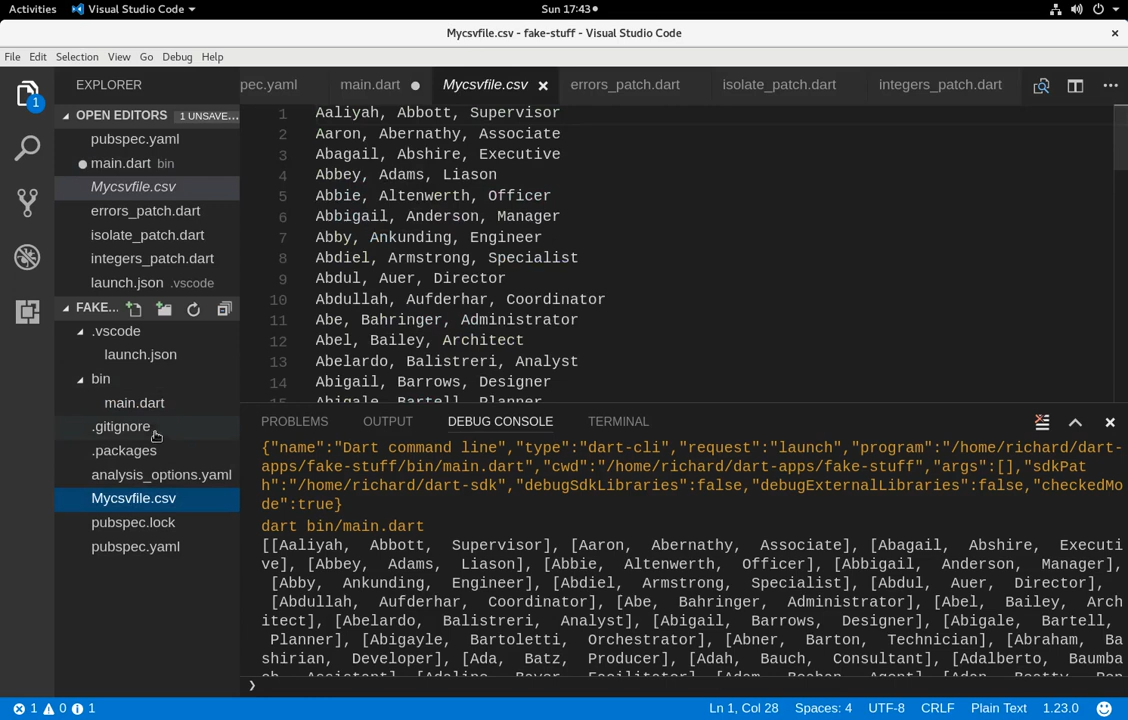 Activities Visual Studio Code Sun 17:43
Mycsvfile.csv - fake-stuff - Visual Studio Code
File Edit Selection View Go Debug Help
EXPLORER
OPEN EDITORS 1 UNSAVE...
pubspec.yaml
main.dart bin
Mycsvfile.csv
errors_patch.dart
isolate_patch.dart
integers_patch.dart
launch.json .vscode
FAKE...
.vscode
launch.json
bin
main.dart
.gitignore
.packages
analysis_options.yaml
Mycsvfile.csv
pubspec.lock
pubspec.yaml
1
pec.yaml main.dart Mycsvfile.csv errors_patch.dart isolate_patch.dart integers_patch.dart
1 Aaliyah, Abbott, Supervisor
2 Aaron, Abernathy, Associate
3 Abagail, Abshire, Executive
4 Abbey, Adams, Liason
5 Abbie, Altenwerth, Officer
6 Abbigail, Anderson, Manager
7 Abby, Ankunding, Engineer
8 Abdiel, Armstrong, Specialist
9 Abdul, Auer, Director
10 Abdullah, Aufderhar, Coordinator
11 Abe, Bahringer, Administrator
12 Abel, Bailey, Architect
13 Abelardo, Balistreri, Analyst
14 Abigail, Barrows, Designer
15 Abigale, Bartell, Planner
PROBLEMS OUTPUT DEBUG CONSOLE TERMINAL
{"name":"Dart command line","type":"dart-cli","request":"launch","program":"/home/richard/dart-
apps/fake-stuff/bin/main.dart","cwd":"/home/richard/dart-apps/fake-stuff","args":[],"sdkPat
h":"/home/richard/dart-sdk","debugSdkLibraries":false,"debugExternalLibraries":false,"checkedMo
de":true}
dart bin/main.dart
[[Aaliyah, Abbott, Supervisor], [Aaron, Abernathy, Associate], [Abagail, Abshire, Executi
ve], [Abbey, Adams, Liason], [Abbie, Altenwerth, Officer], [Abbigail, Anderson, Manager],
[Abby, Ankunding, Engineer], [Abdiel, Armstrong, Specialist], [Abdul, Auer, Director],
[Abdullah, Aufderhar, Coordinator], [Abe, Bahringer, Administrator], [Abel, Bailey, Arch
itect], [Abelardo, Balistreri, Analyst], [Abigail, Barrows, Designer], [Abigale, Bartell,
Planner], [Abigayle, Bartoletti, Orchestrator], [Abner, Barton, Technician], [Abraham, Ba
shirian, Developer], [Ada, Batz, Producer], [Adah, Bauch, Consultant], [Adalberto, Baumba
1 0 1 Ln 1, Col 28 Spaces: 4 UTF-8 CRLF Plain Text 1.23.0